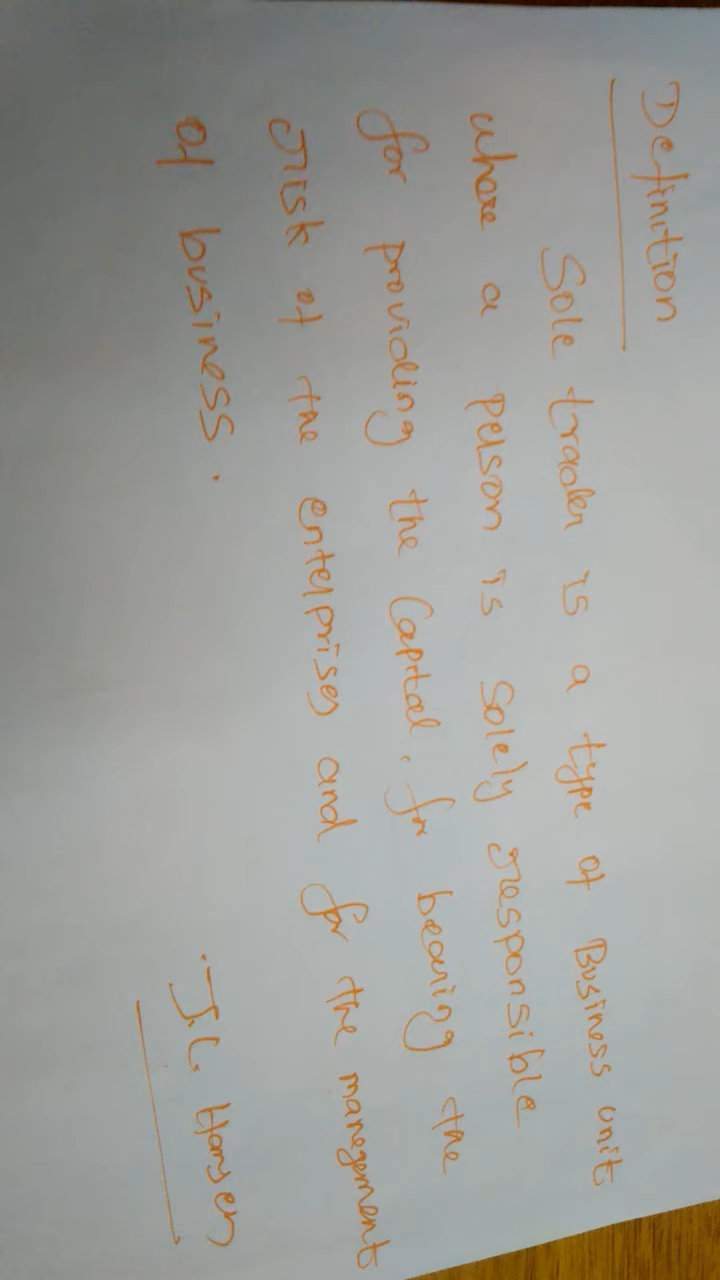 Definition
Sole trader is a type of Business unit
where a person is solely responsible
for providing the Capital. for bearing the
risk of the enterprises and for the management
of business.
J.L. Hansen